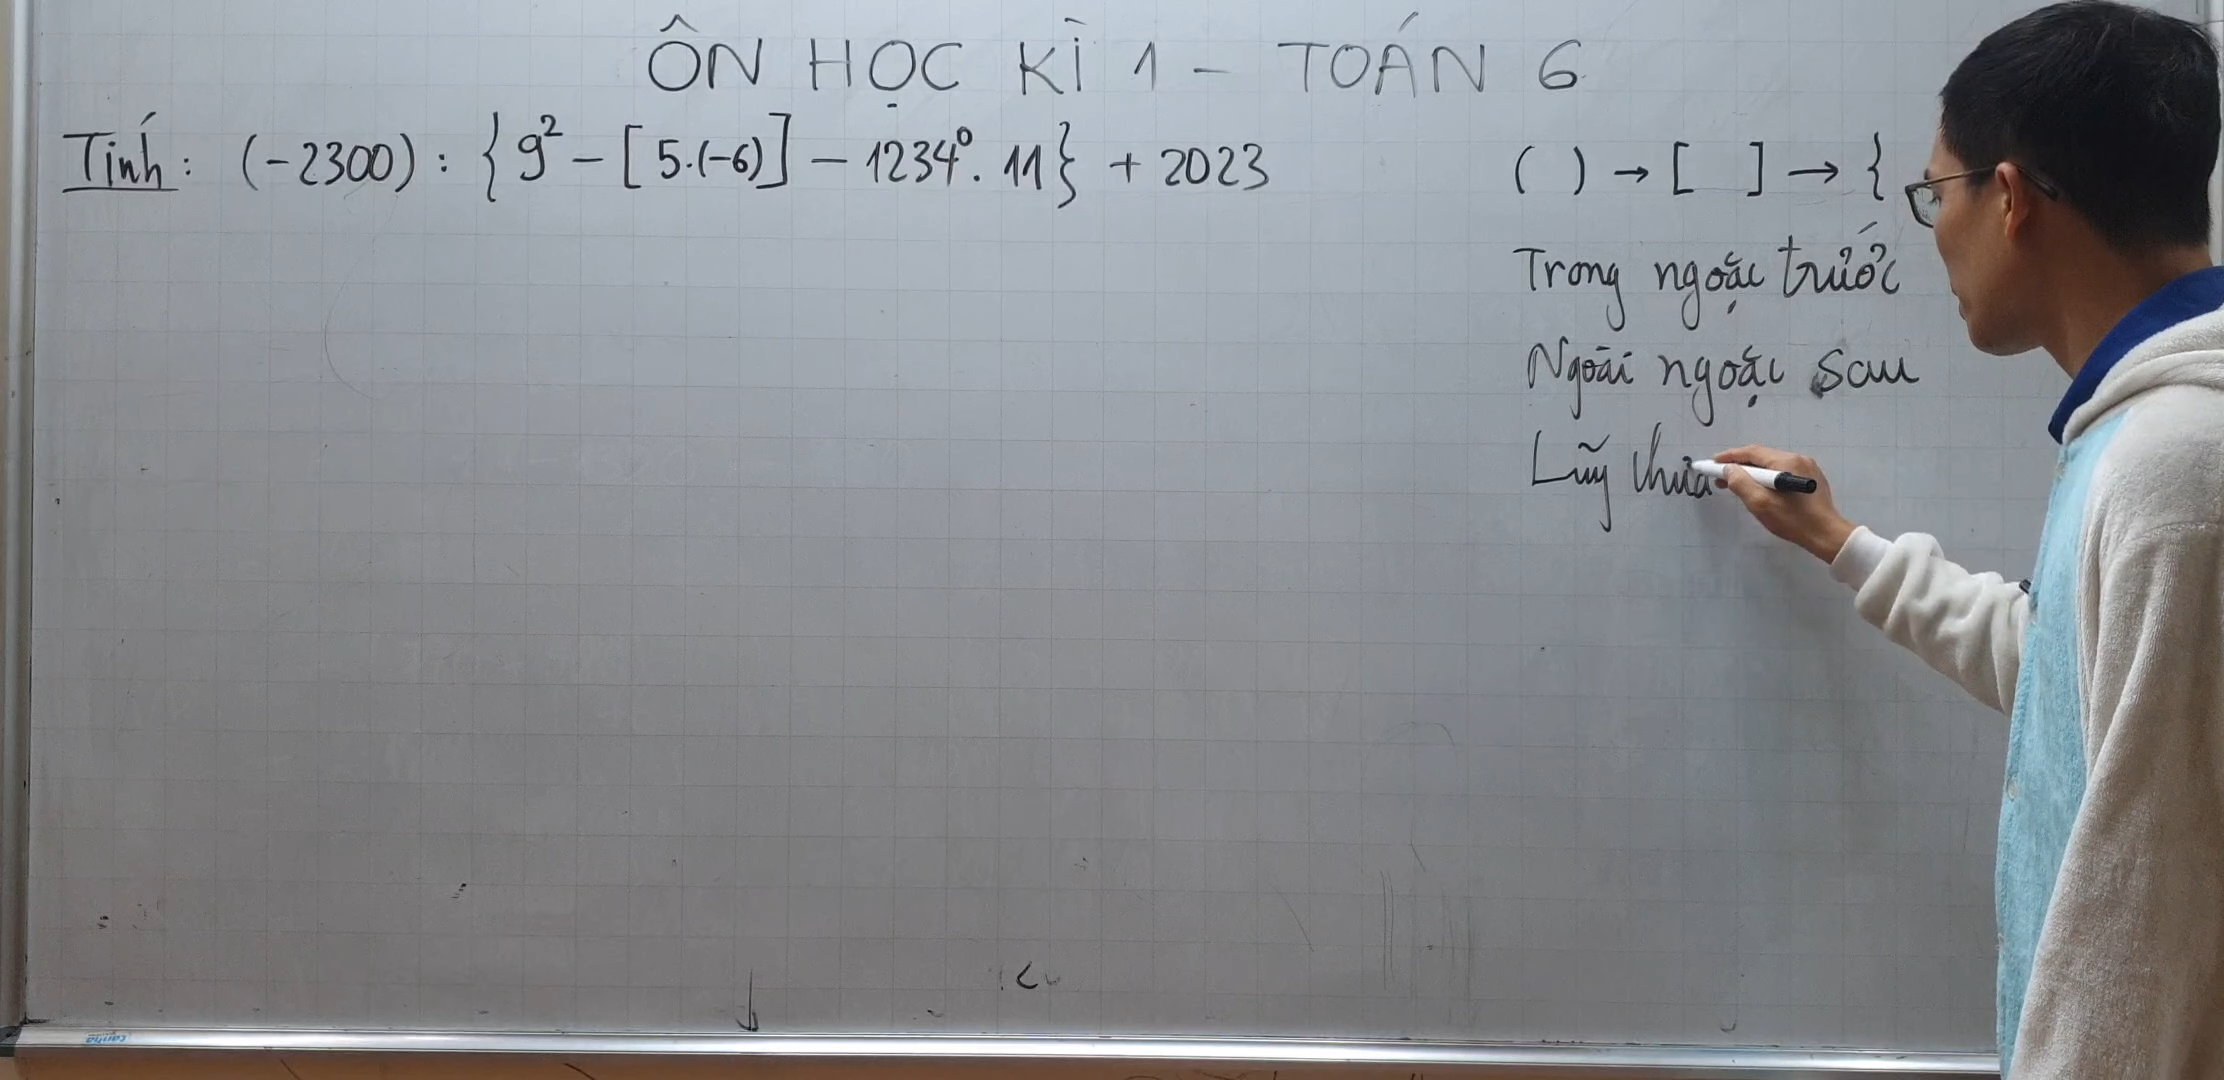 ÔN HỌC KÌ 1 - TOÁN 6
Tính: (-2300) : {9² - [5.(-6)] - 1234⁰. 11} + 2023
( ) → [ ] → {
Trong ngoặc trước
Ngoài ngoặc sau
Lũy thừa